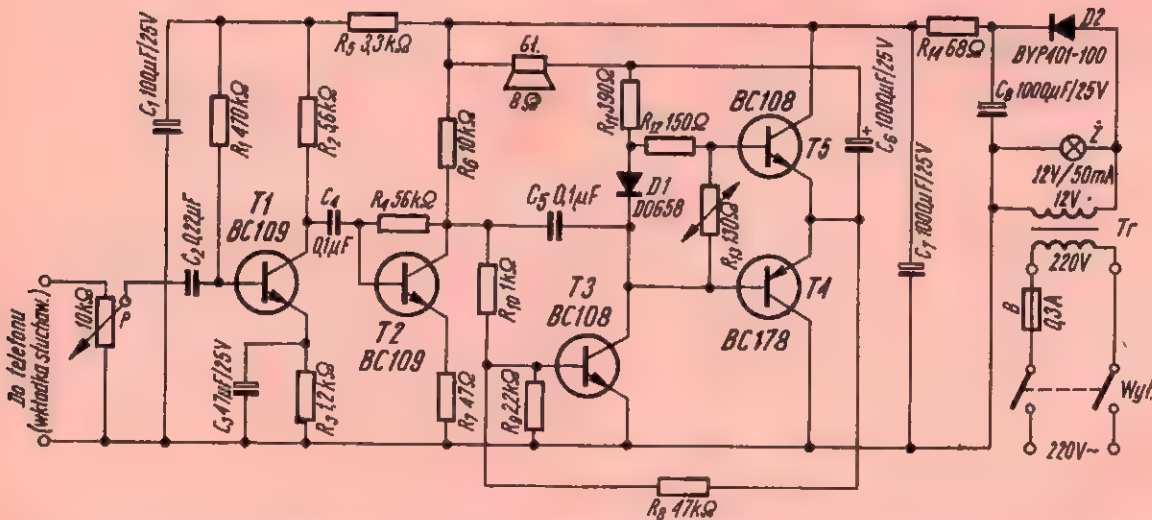 R5 3,3kΩ
R14 68Ω
D2
BYP401-100
C1 100μF/25V
R1 470kΩ
R2 56kΩ
Gł.
8Ω
R6 10kΩ
R11 390Ω
R12 150Ω
BC108
T5
C6 1000μF/25V
+
C8 1000μF/25V
Ż
12V/50mA
12V
Tr
220V
T1
BC109
C2 0,22μF
C4
0,1μF
R4 56kΩ
C5 0,1μF
D1
D0658
R13 130Ω
C7 1000μF/25V
T4
BC178
Do telefonu
(wkładka słuchaw.)
10kΩ
P
T2
BC109
R10 1kΩ
T3
BC108
B
0,3A
Wył.
C3 47μF/25V
R3 1,2kΩ
R7 47Ω
R9 22kΩ
220V~
R8 47kΩ